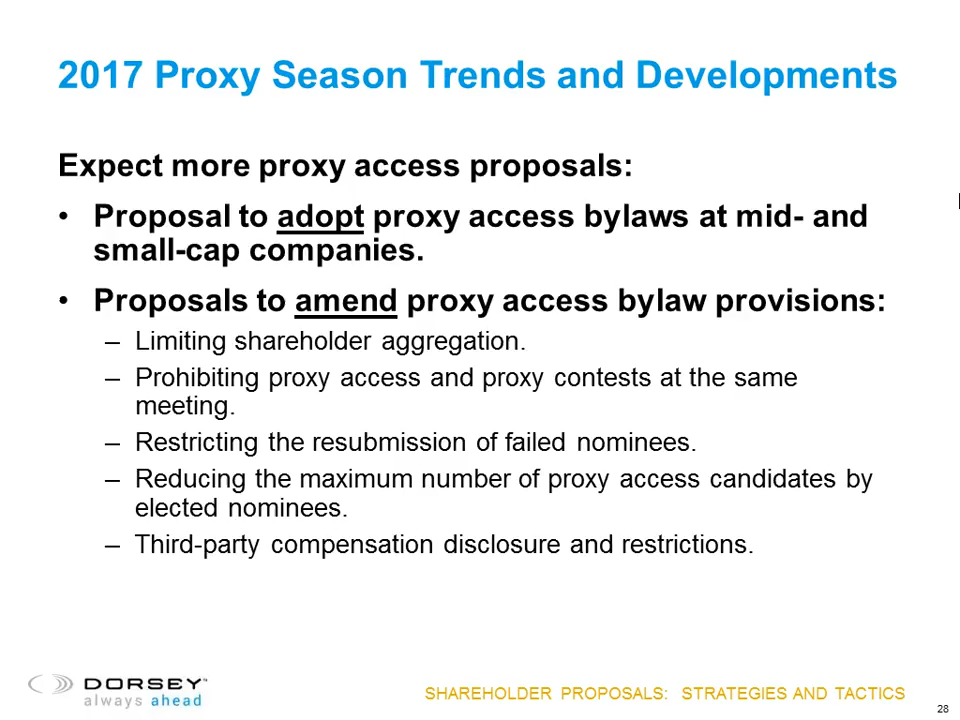 2017 Proxy Season Trends and Developments
Expect more proxy access proposals:
• Proposal to adopt proxy access bylaws at mid- and
small-cap companies.
• Proposals to amend proxy access bylaw provisions:
– Limiting shareholder aggregation.
– Prohibiting proxy access and proxy contests at the same
meeting.
– Restricting the resubmission of failed nominees.
– Reducing the maximum number of proxy access candidates by
elected nominees.
– Third-party compensation disclosure and restrictions.
DORSEY™
always ahead
SHAREHOLDER PROPOSALS: STRATEGIES AND TACTICS
28